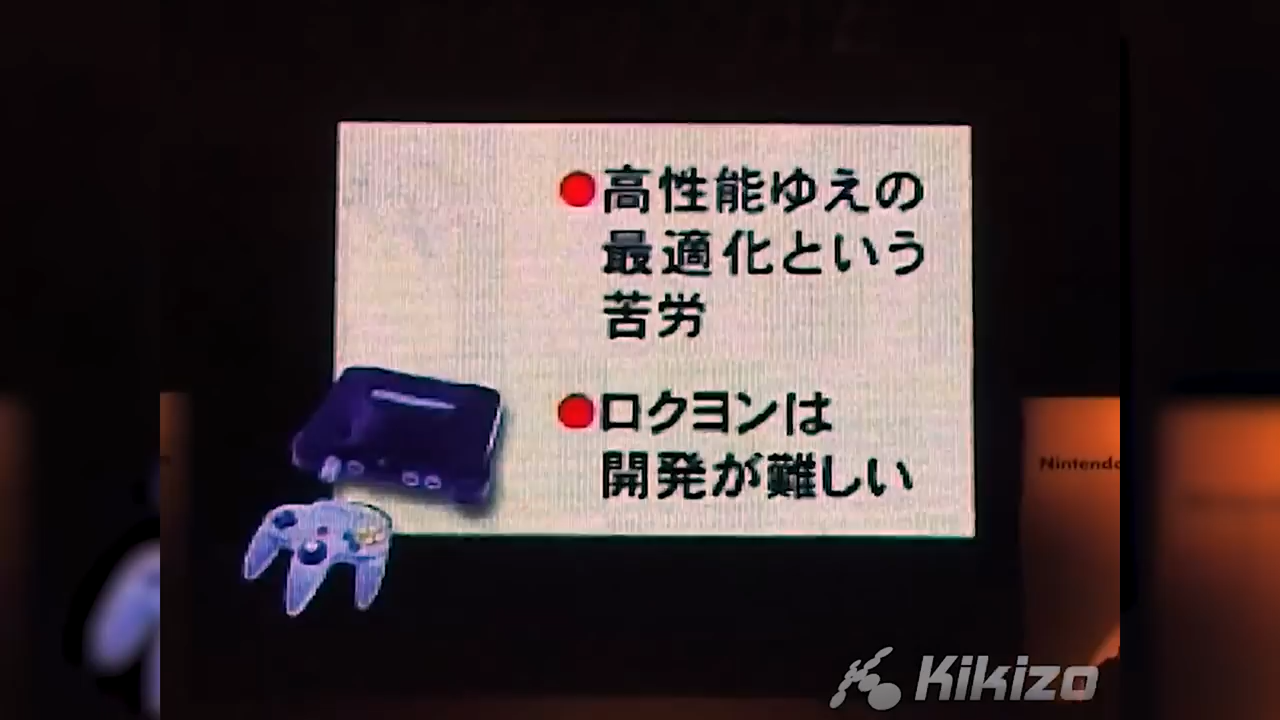 ●高性能ゆえの
最適化という
苦労
●ロクヨンは
開発が難しい
Nintendo
Kikizo